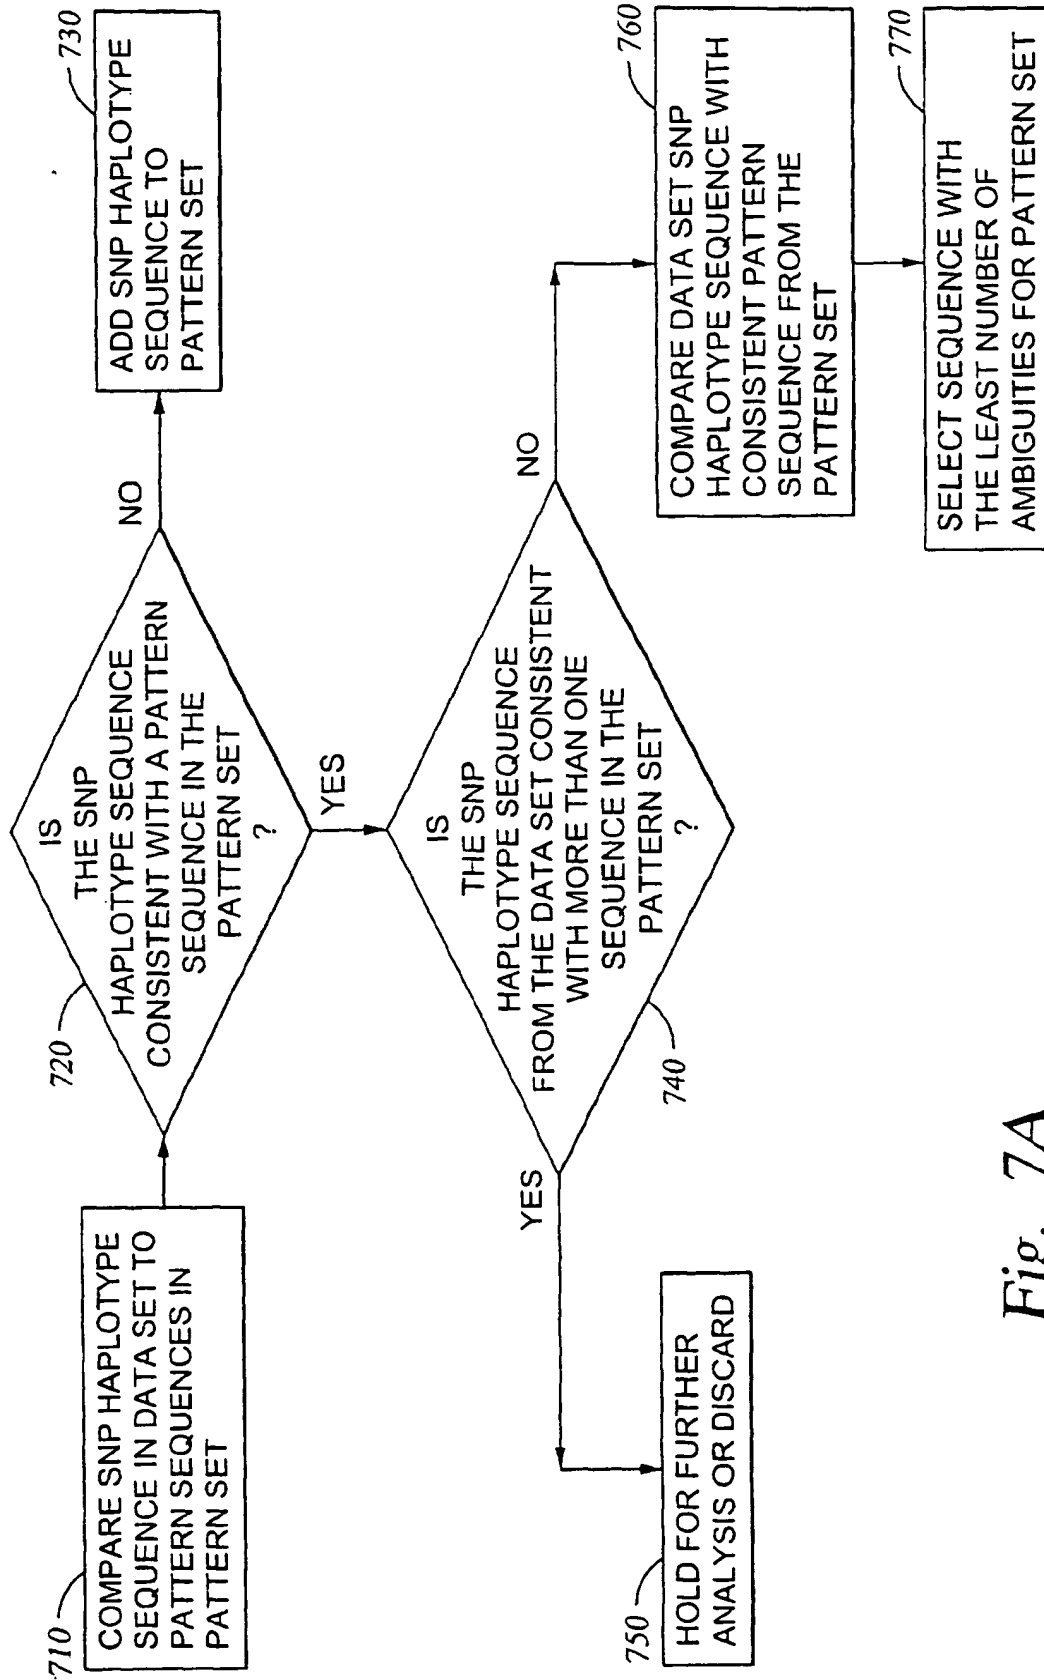 710
COMPARE SNP HAPLOTYPE
SEQUENCE IN DATA SET TO
PATTERN SEQUENCES IN
PATTERN SET
720
IS
THE SNP
HAPLOTYPE SEQUENCE
CONSISTENT WITH A PATTERN
SEQUENCE IN THE
PATTERN SET
?
NO
730
ADD SNP HAPLOTYPE
SEQUENCE TO
PATTERN SET
YES
IS
THE SNP
HAPLOTYPE SEQUENCE
FROM THE DATA SET CONSISTENT
WITH MORE THAN ONE
SEQUENCE IN THE
PATTERN SET
?
740
YES
750
HOLD FOR FURTHER
ANALYSIS OR DISCARD
NO
760
COMPARE DATA SET SNP
HAPLOTYPE SEQUENCE WITH
CONSISTENT PATTERN
SEQUENCE FROM THE
PATTERN SET
770
SELECT SEQUENCE WITH
THE LEAST NUMBER OF
AMBIGUITIES FOR PATTERN SET
Fig. 7A